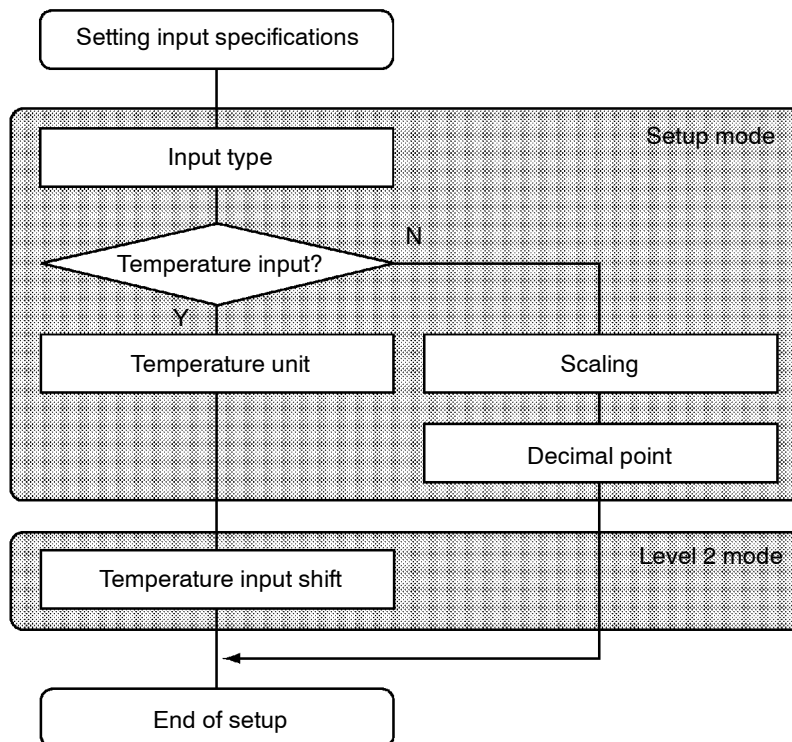 Setting input specifications
Setup mode
Input type
N
Temperature input?
Y
Temperature unit
Scaling
Decimal point
Level 2 mode
Temperature input shift
End of setup